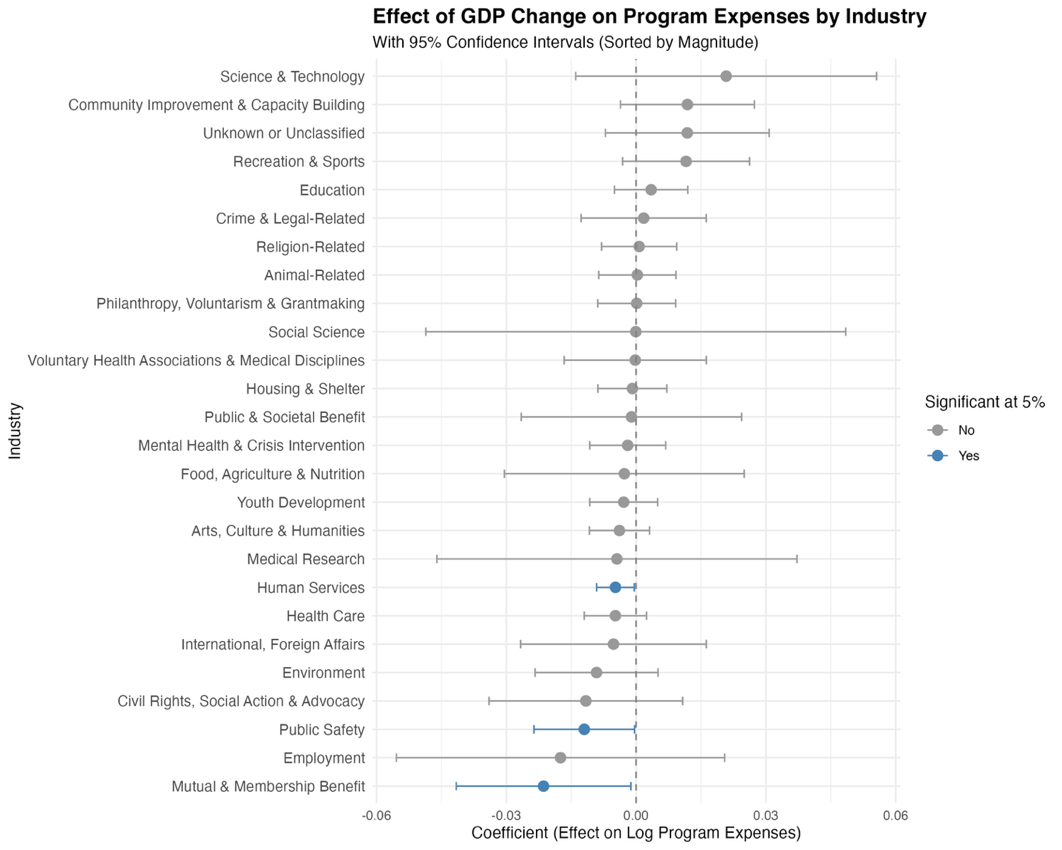 Effect of GDP Change on Program Expenses by Industry
With 95% Confidence Intervals (Sorted by Magnitude)
Science & Technology
Community Improvement & Capacity Building
Unknown or Unclassified
Recreation & Sports
Education
Crime & Legal-Related
Religion-Related
Animal-Related
Philanthropy, Voluntarism & Grantmaking
Social Science
Voluntary Health Associations & Medical Disciplines
Housing & Shelter
Public & Societal Benefit
Mental Health & Crisis Intervention
Food, Agriculture & Nutrition
Youth Development
Arts, Culture & Humanities
Medical Research
Human Services
Health Care
International, Foreign Affairs
Environment
Civil Rights, Social Action & Advocacy
Public Safety
Employment
Mutual & Membership Benefit
Industry
-0.06 -0.03 0.00 0.03 0.06
Coefficient (Effect on Log Program Expenses)
Significant at 5%
No
Yes